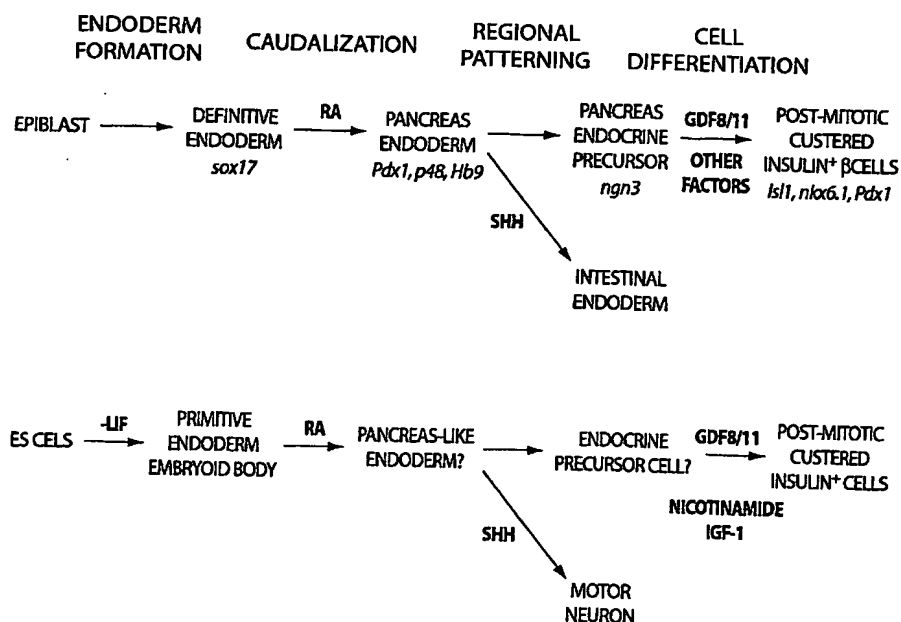 ENDODERM
FORMATION
CAUDALIZATION
REGIONAL
PATTERNING
CELL
DIFFERENTIATION
EPIBLAST
DEFINITIVE
ENDODERM
sox17
RA
PANCREAS
ENDODERM
Pdx1, p48, Hb9
SHH
INTESTINAL
ENDODERM
PANCREAS
ENDOCRINE
PRECURSOR
ngn3
GDF8/11
OTHER
FACTORS
POST-MITOTIC
CUSTERED
INSULIN+ βCELLS
Isl1, nkx6.1, Pdx1
ES CELS
-LIF
PRIMITIVE
ENDODERM
EMBRYOID BODY
RA
PANCREAS-LIKE
ENDODERM?
SHH
MOTOR
NEURON
ENDOCRINE
PRECURSOR CELL?
GDF8/11
NICOTINAMIDE
IGF-1
POST-MITOTIC
CUSTERED
INSULIN+ CELLS